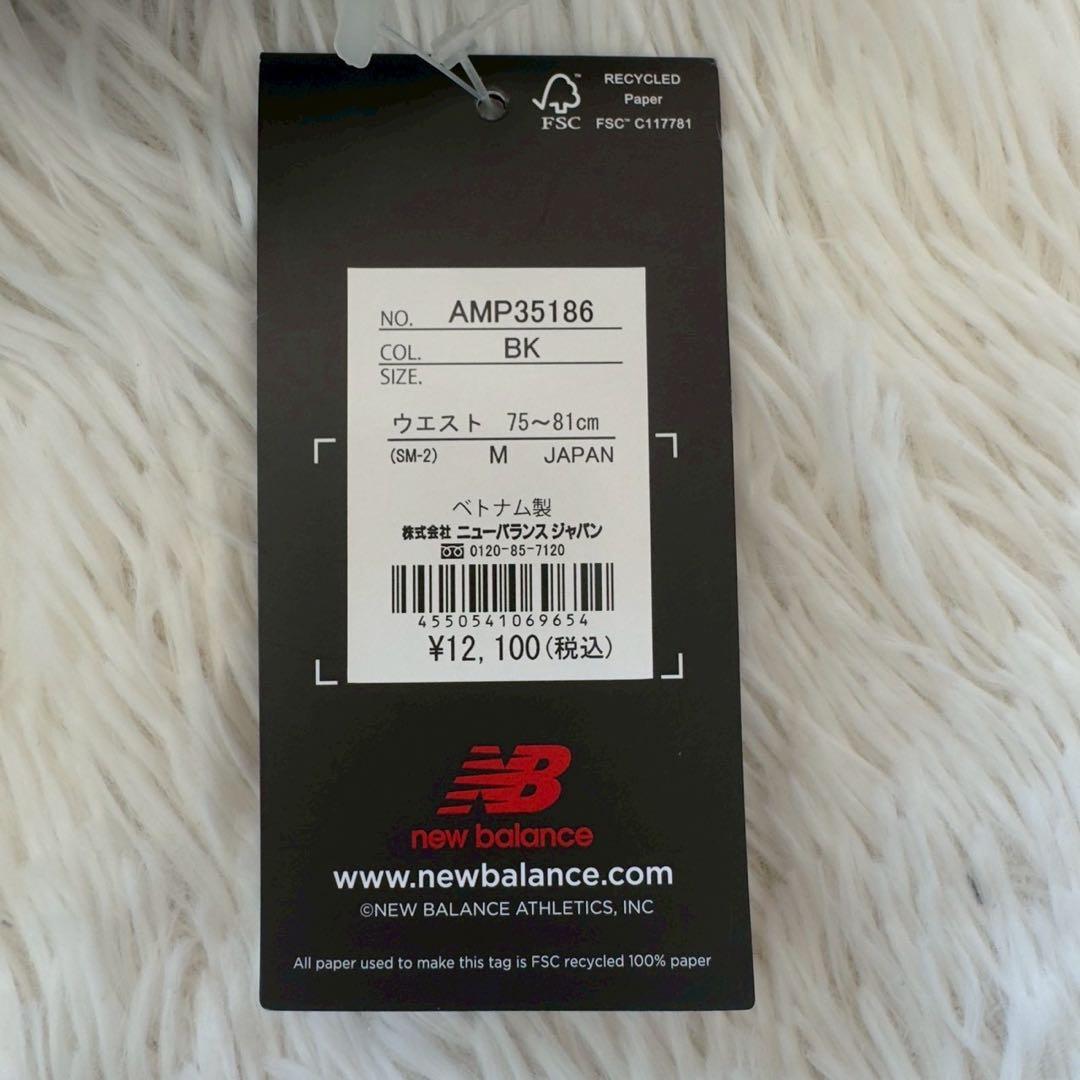 RECYCLED
Paper
FSC™ C117781
FSC™
NO. AMP35186
COL. BK
SIZE.
ウエスト 75～81cm
(SM-2) M JAPAN
ベトナム製
株式会社 ニューバランス ジャパン
0120-85-7120
4550541069654
¥12,100(税込)
NB
new balance
www.newbalance.com
©NEW BALANCE ATHLETICS, INC
All paper used to make this tag is FSC recycled 100% paper